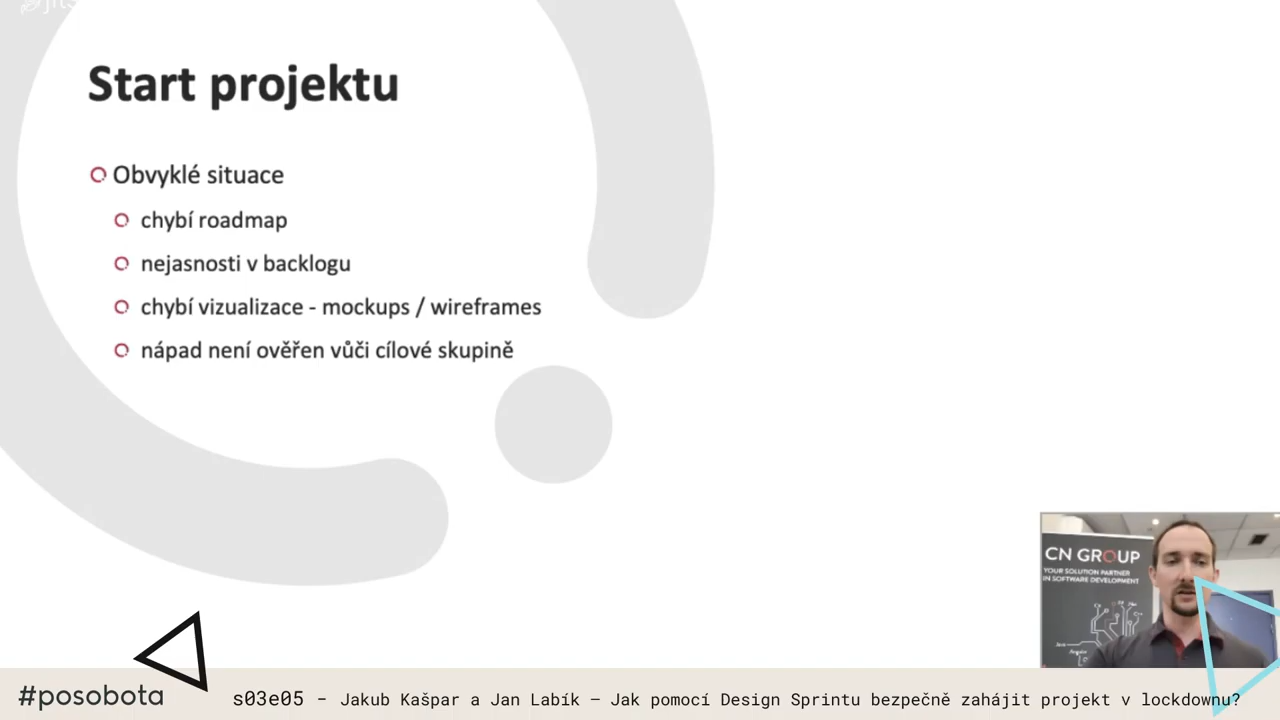 Start projektu
Obvyklé situace
chybí roadmap
nejasnosti v backlogu
chybí vizualizace - mockups / wireframes
nápad není ověřen vůči cílové skupině
CN GROUP
YOUR SOLUTION PARTNER
IN SOFTWARE DEVELOPMENT
Java
Angular
#posobota
s03e05 - Jakub Kašpar a Jan Labík – Jak pomocí Design Sprintu bezpečně zahájit projekt v lockdownu?